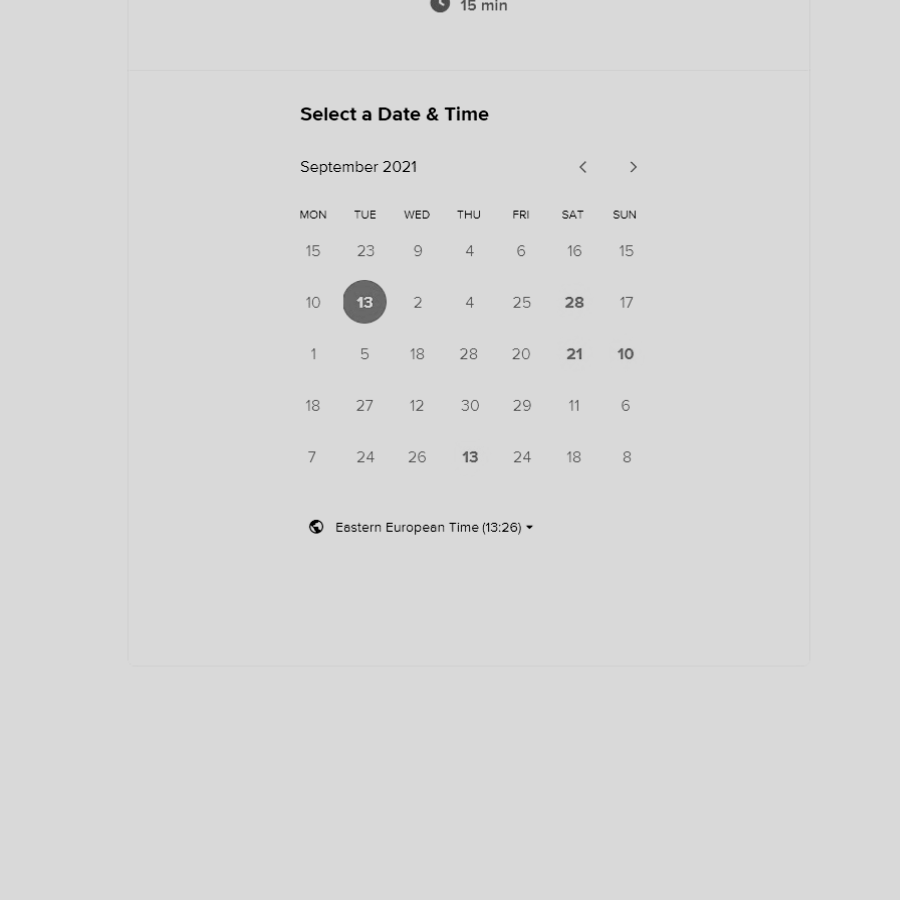 15 min
Select a Date & Time
September 2021
MON TUE WED THU FRI SAT SUN
15 23 9 4 6 16 15
10 13 2 4 25 28 17
1 5 18 28 20 21 10
18 27 12 30 29 11 6
7 24 26 13 24 18 8
Eastern European Time (13:26)